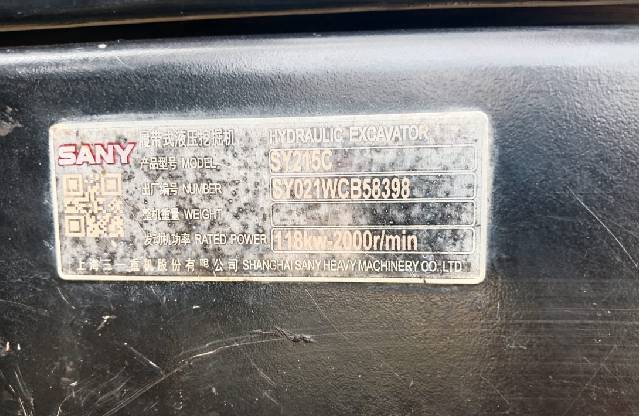 履带式液压挖掘机 HYDRAULIC EXCAVATOR
SANY
产品型号 MODEL SY215C
出厂编号 NUMBER SY021WCB58398
整机重量 WEIGHT
发动机功率 RATED POWER 118kw-2000r/min
上海三一重机股份有限公司 SHANGHAI SANY HEAVY MACHINERY CO.,LTD.